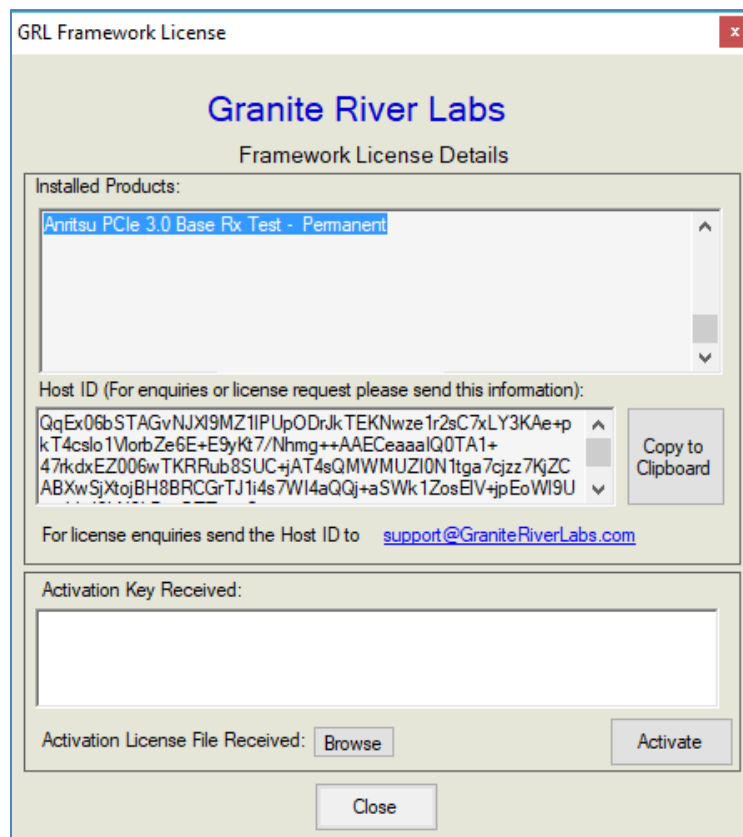 GRL Framework License
x
Granite River Labs
Framework License Details
Installed Products:
Anritsu PCIe 3.0 Base Rx Test - Permanent
Host ID (For enquiries or license request please send this information):
QqEx06bSTAGvNJXI9MZ1IPUpODrJkTEKNwze1r2sC7xLY3KAe+p
kT4cslo1VlorbZe6E+E9yKt7/Nhmg++AAECeaaaIQ0TA1+
47rkdxEZ006wTKRRub8SUC+jAT4sQMWMUZI0N1tga7cjzz7KjZC
ABXwSjXtojBH8BRCGrTJ1i4s7WI4aQQj+aSWk1ZosEIV+jpEoWI9U
Copy to
Clipboard
For license enquiries send the Host ID to support@GraniteRiverLabs.com
Activation Key Received:
Activation License File Received: Browse
Activate
Close